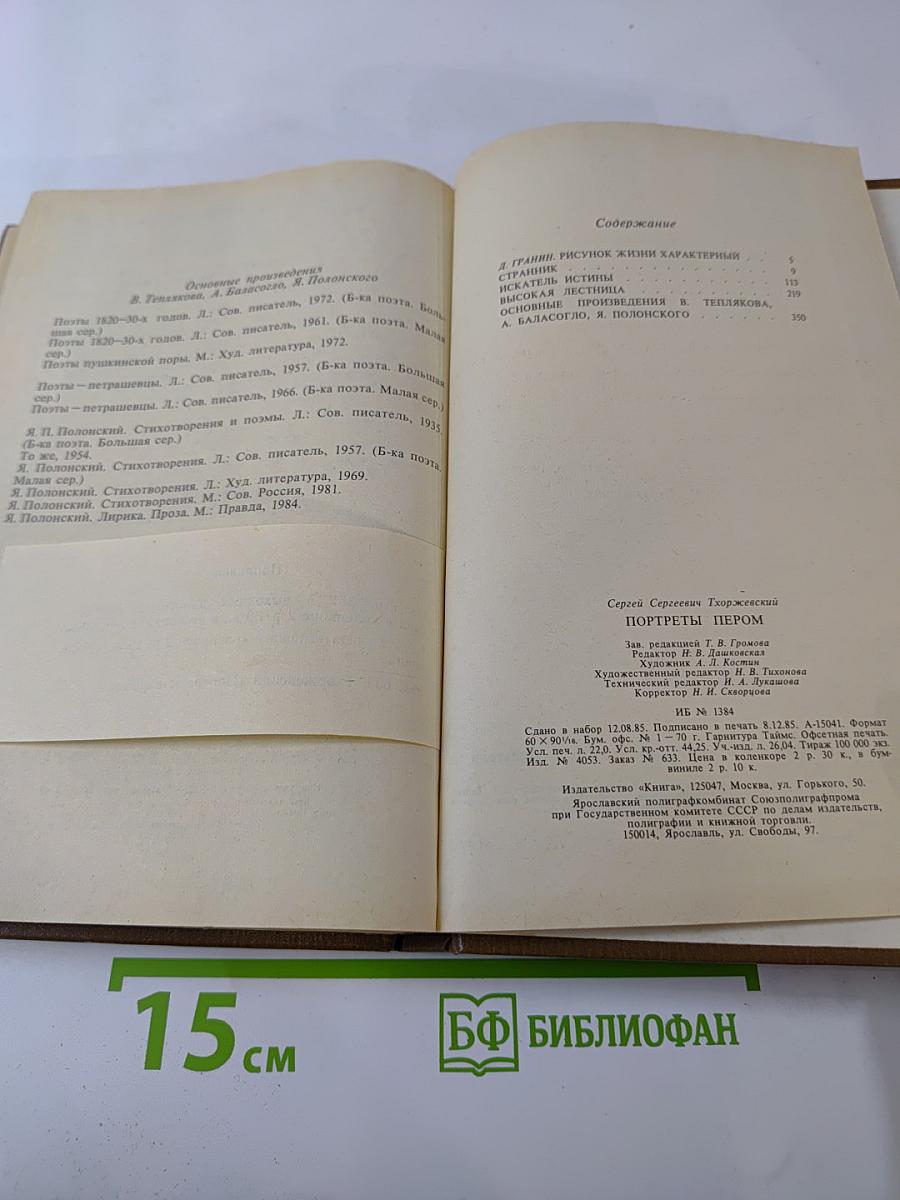 Основные произведения
В. Теплякова, А. Баласогло, Я. Полонского
Поэты 1820—30-х годов. Л.: Сов. писатель, 1972. (Б-ка поэта. Боль-
шая сер.)
Поэты 1820—30-х годов. Л.: Сов. писатель, 1961. (Б-ка поэта. Малая
сер.)
Поэты пушкинской поры. М.: Худ. литература, 1972.
Поэты — петрашевцы. Л.: Сов. писатель, 1957. (Б-ка поэта. Большая
сер.)
Поэты — петрашевцы. Л.: Сов. писатель, 1966. (Б-ка поэта. Малая сер.)
Я. П. Полонский. Стихотворения и поэмы. Л.: Сов. писатель, 1935.
(Б-ка поэта. Большая сер.)
То же, 1954.
Я. Полонский. Стихотворения. Л.: Сов. писатель, 1957. (Б-ка поэта.
Малая сер.)
Я. Полонский. Стихотворения. Л.: Худ. литература, 1969.
Я. Полонский. Стихотворения. М.: Сов. Россия, 1981.
Я. Полонский. Лирика. Проза. М.: Правда, 1984.
Содержание
Д. ГРАНИН. РИСУНОК ЖИЗНИ ХАРАКТЕРНЫЙ . . 5
СТРАННИК . . . . . . . . . . . . 9
ИСКАТЕЛЬ ИСТИНЫ . . . . . . . . . 113
ВЫСОКАЯ ЛЕСТНИЦА . . . . . . . . 219
ОСНОВНЫЕ ПРОИЗВЕДЕНИЯ В. ТЕПЛЯКОВА,
А. БАЛАСОГЛО, Я. ПОЛОНСКОГО . . . . . . 350
Сергей Сергеевич Тхоржевский
ПОРТРЕТЫ ПЕРОМ
Зав. редакцией Т. В. Громова
Редактор Н. В. Дашковская
Художник А. Л. Костин
Художественный редактор Н. В. Тихонова
Технический редактор И. А. Лукашова
Корректор Н. И. Скворцова
ИБ № 1384
Сдано в набор 12.08.85. Подписано в печать 8.12.85. А-15041. Формат
60 × 90 1/16. Бум. офс. № 1 — 70 г. Гарнитура Таймс. Офсетная печать.
Усл. печ. л. 22,0. Усл. кр.-отт. 44,25. Уч.-изд. л. 26,04. Тираж 100 000 экз.
Изд. № 4053. Заказ № 633. Цена в коленкоре 2 р. 30 к., в бум-
виниле 2 р. 10 к.
Издательство «Книга», 125047, Москва, ул. Горького, 50.
Ярославский полиграфкомбинат Союзполиграфпрома
при Государственном комитете СССР по делам издательств,
полиграфии и книжной торговли.
150014, Ярославль, ул. Свободы, 97.
15 см
БФ БИБЛИОФАН